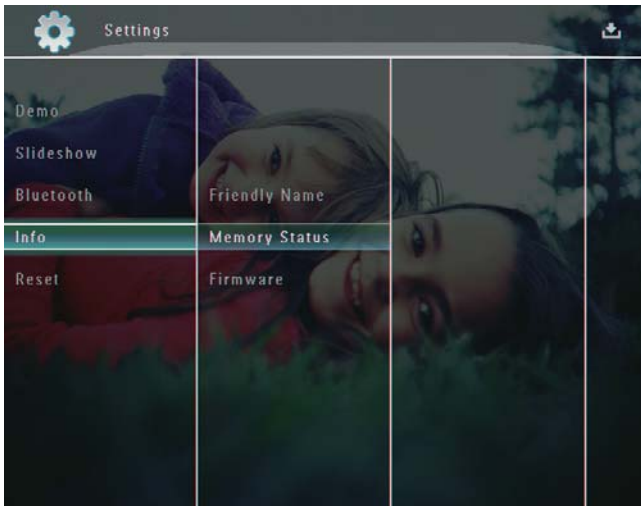 Settings
Demo
Slideshow
Bluetooth
Friendly Name
Info
Memory Status
Reset
Firmware